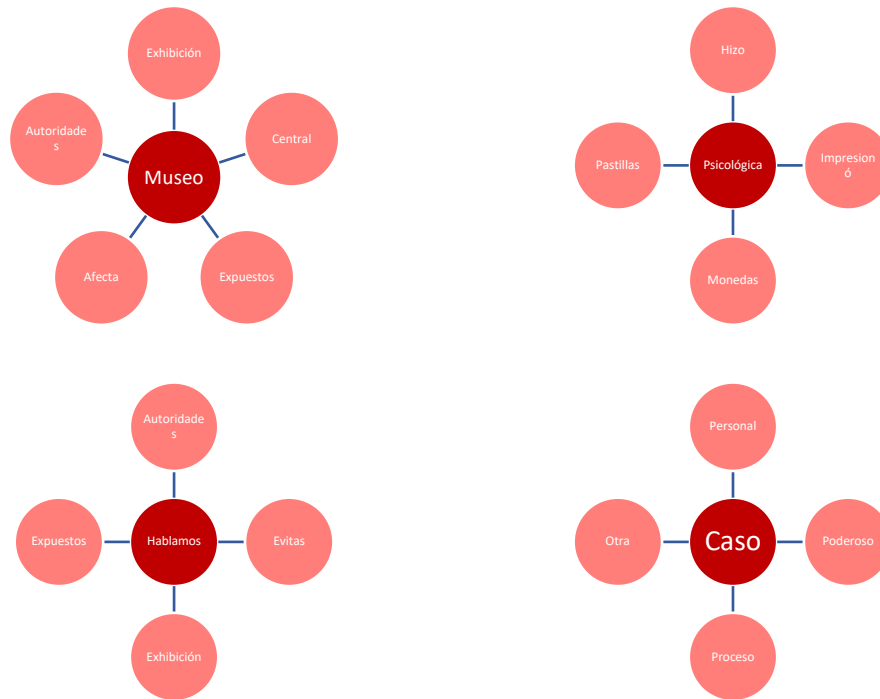 Exhibición
Autoridade
s
Central
Museo
Afecta
Expuestos
Hizo
Pastillas
Psicológica
Impresion
ó
Monedas
Autoridade
s
Expuestos
Hablamos
Evitas
Exhibición
Personal
Otra
Caso
Poderoso
Proceso